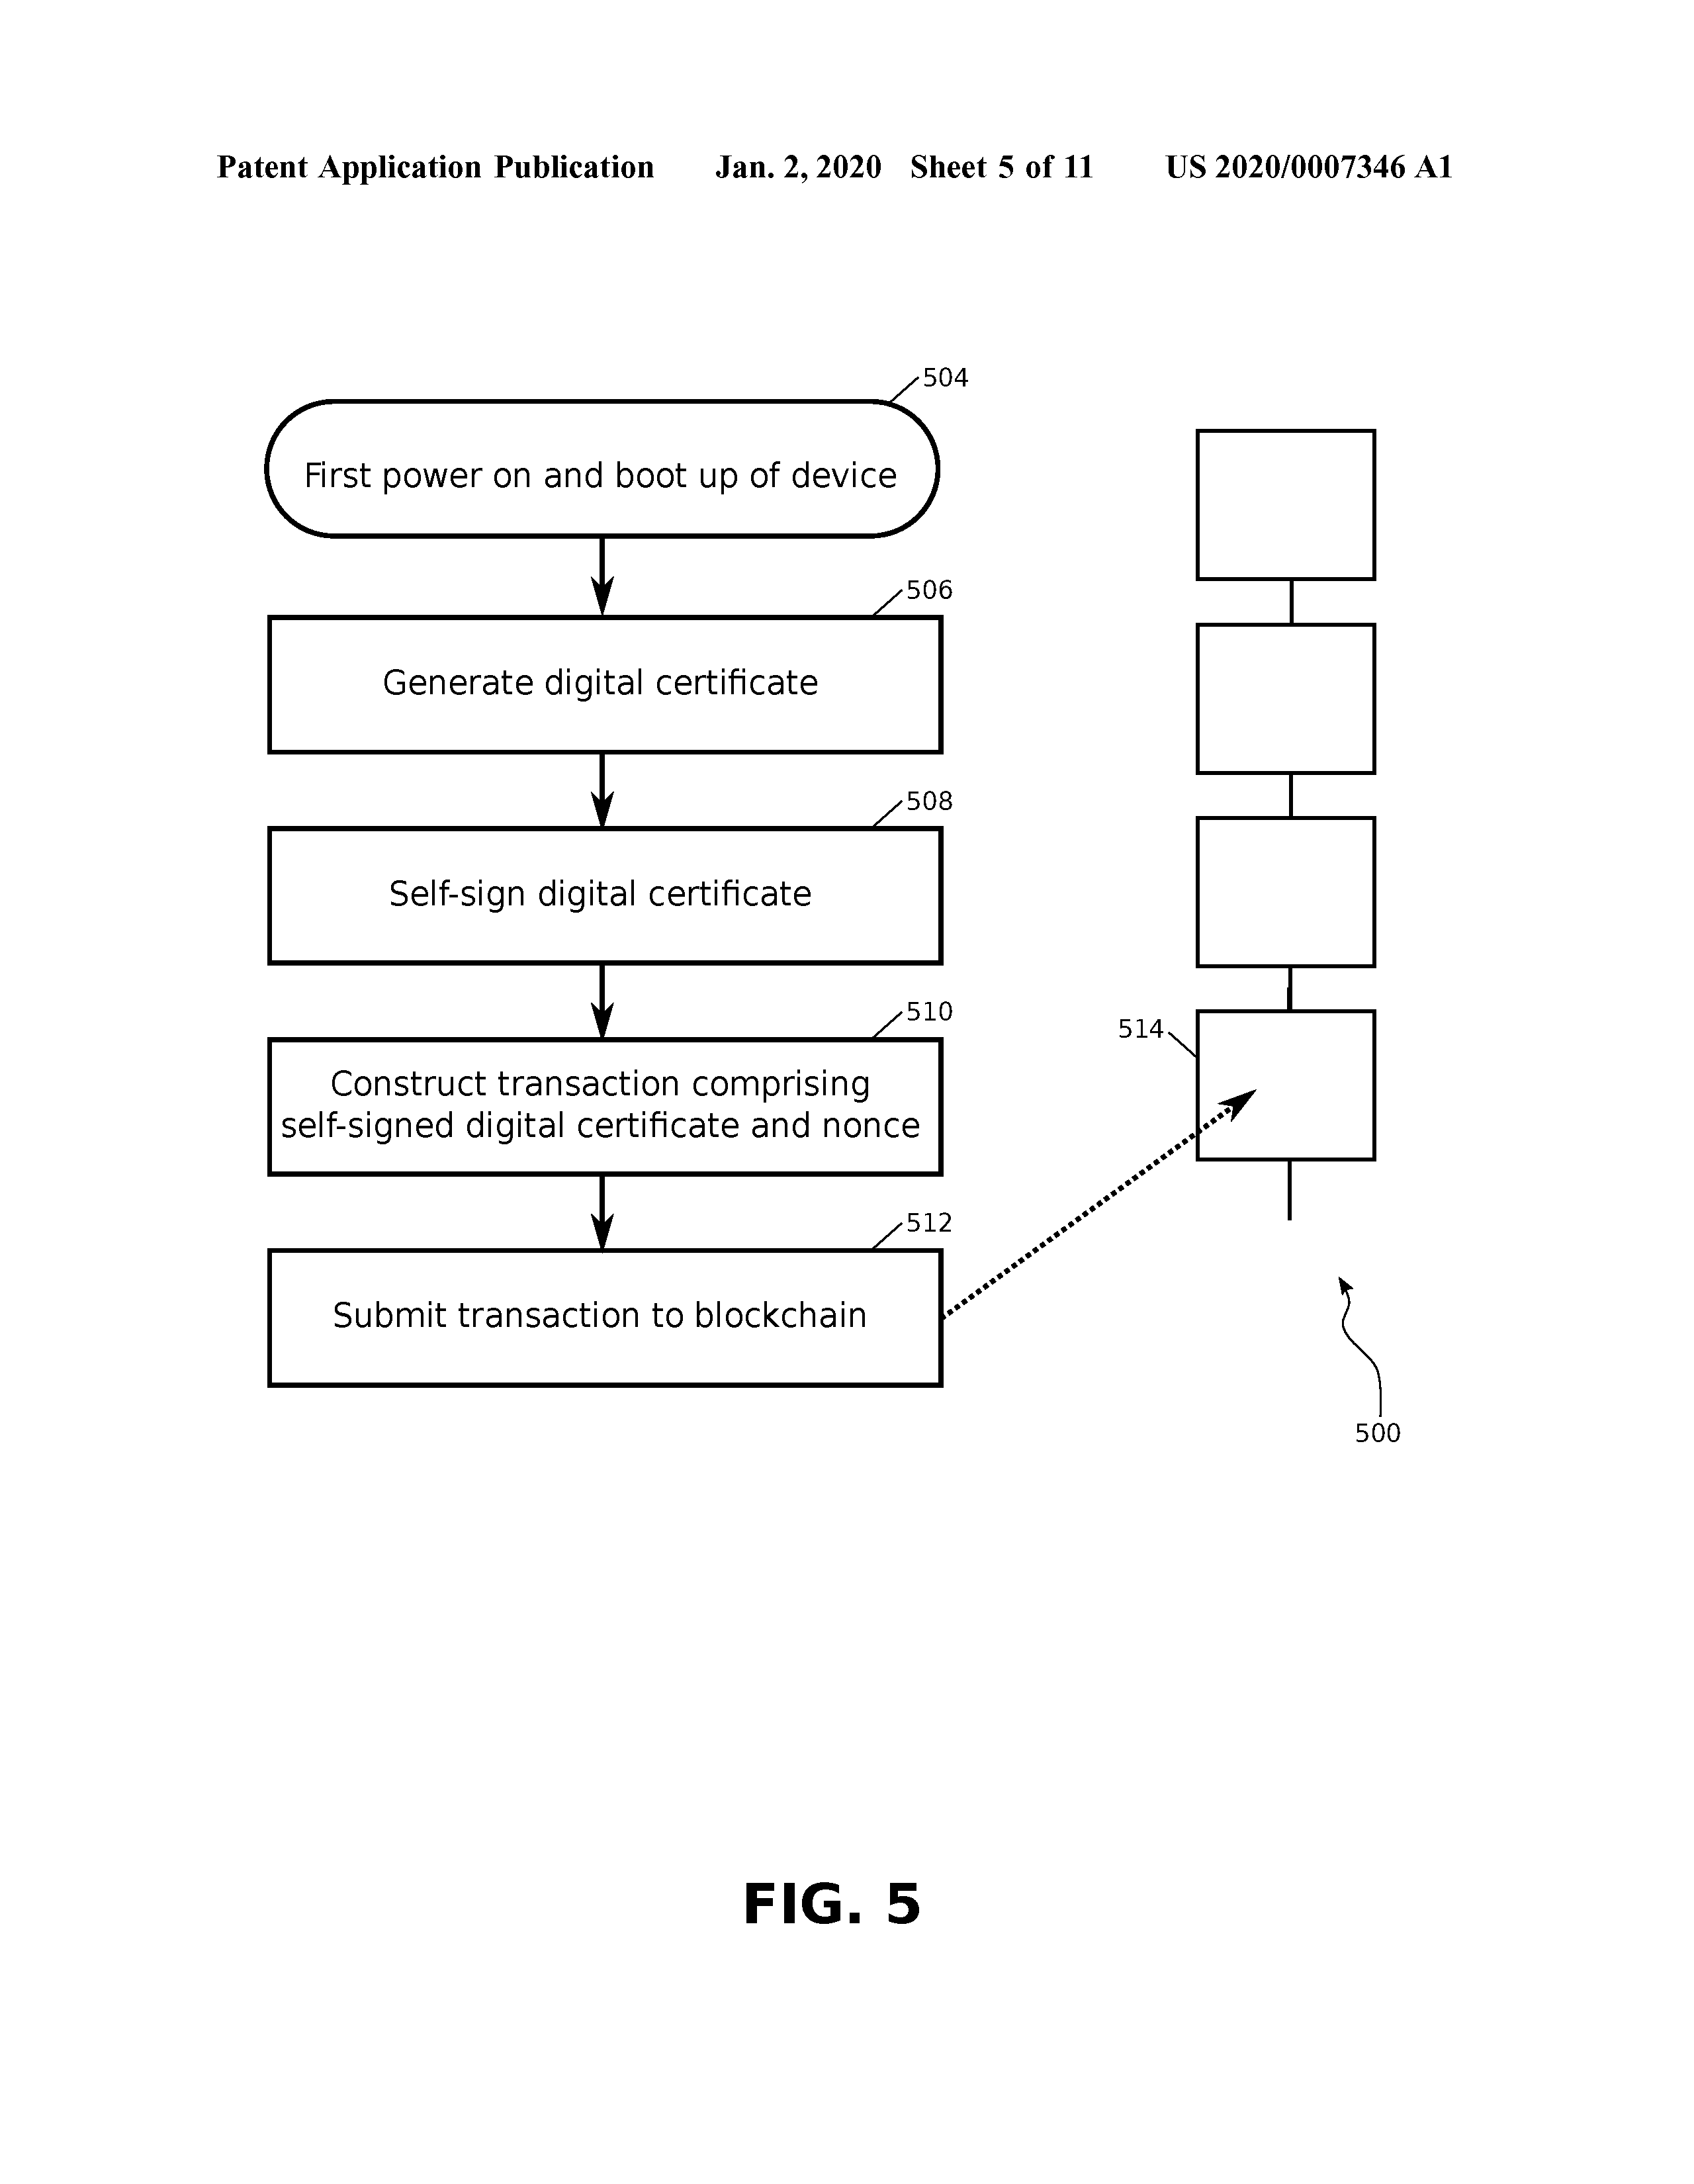 Patent Application Publication Jan. 2, 2020 Sheet 5 of 11 US 2020/0007346 A1
504
First power on and boot up of device
506
Generate digital certificate
508
Self-sign digital certificate
510
Construct transaction comprising
self-signed digital certificate and nonce
514
512
Submit transaction to blockchain
500
FIG. 5